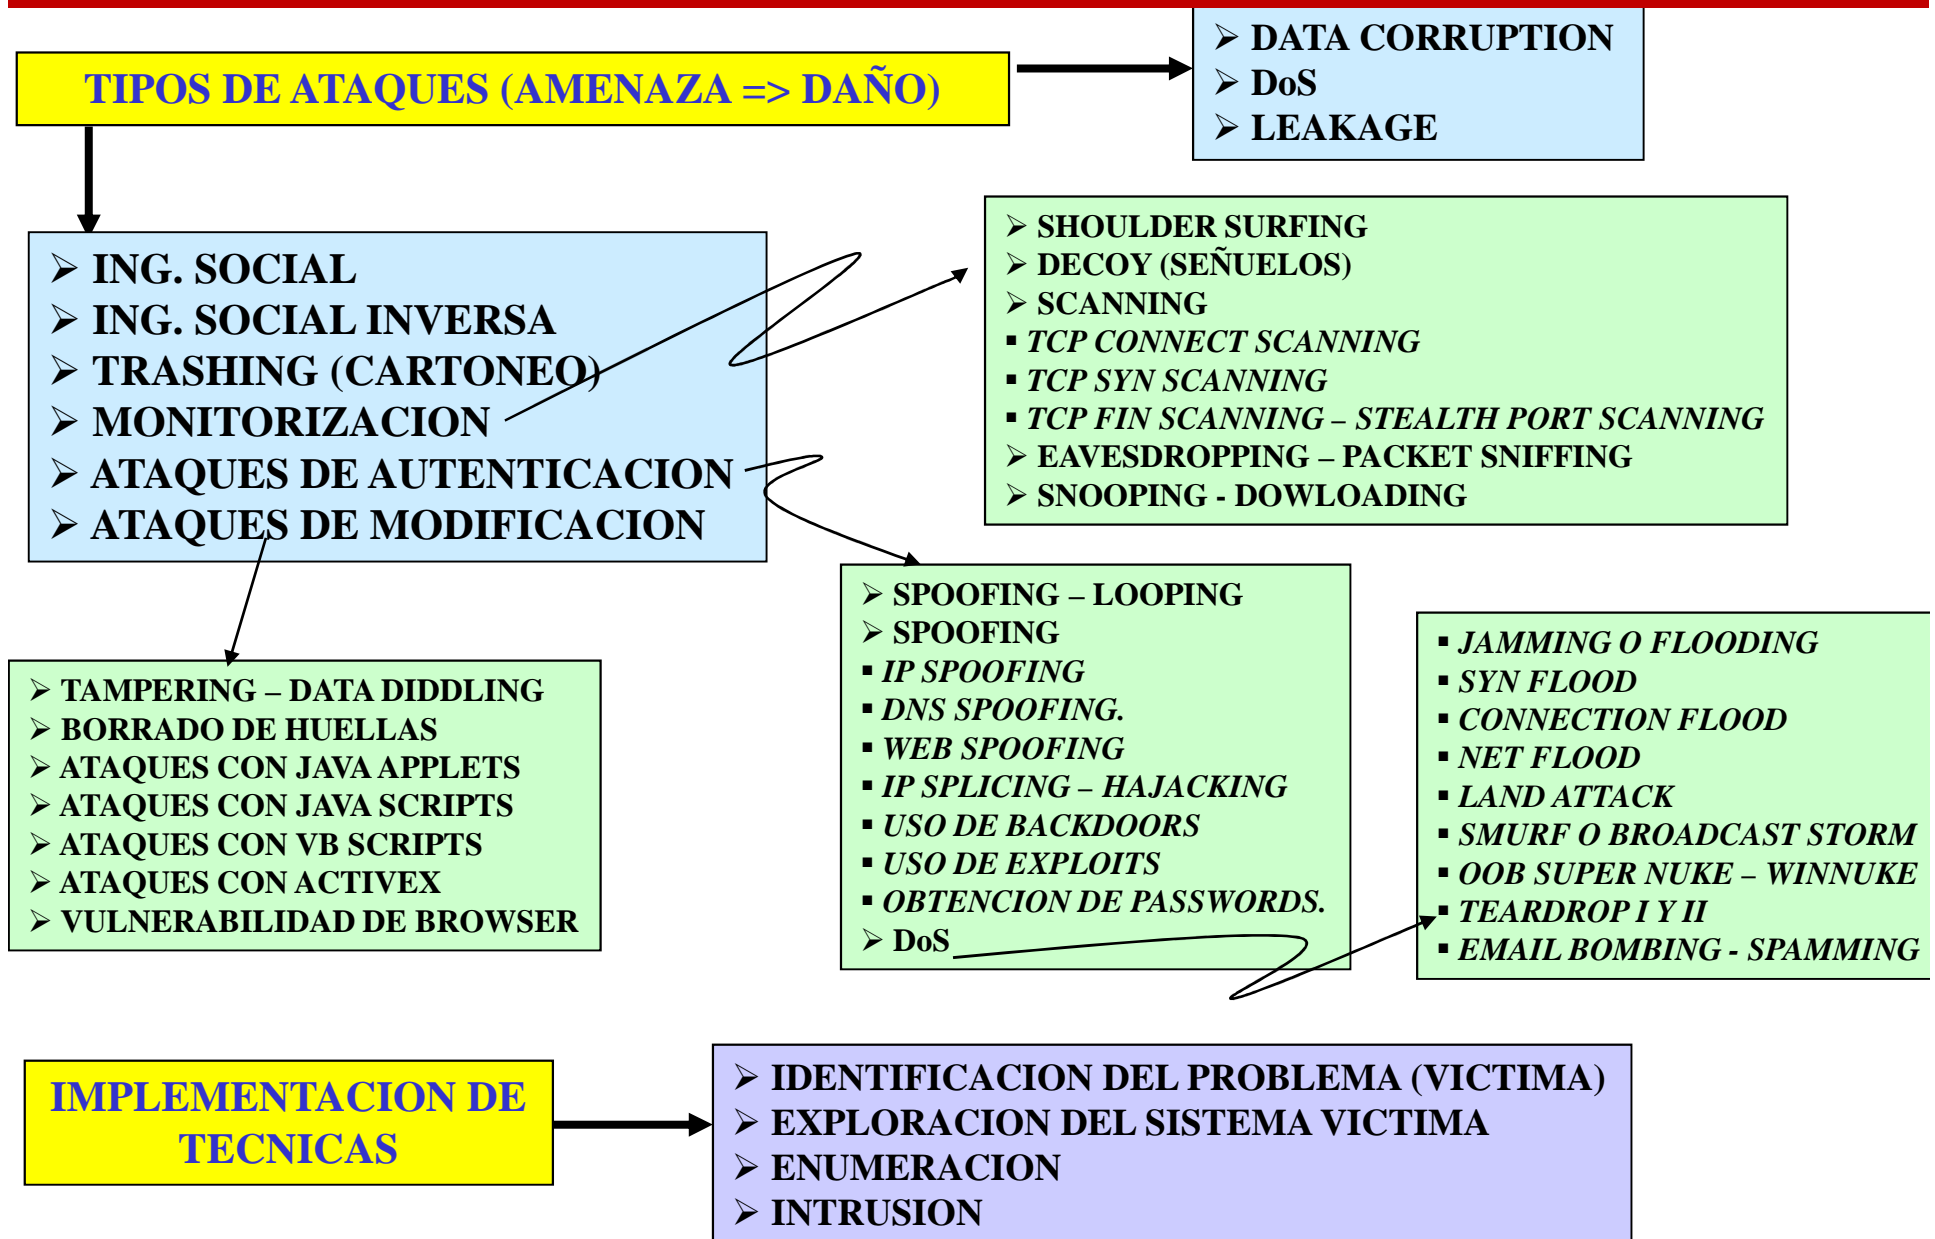 TIPOS DE ATAQUES (AMENAZA => DAÑO)
➢ DATA CORRUPTION
➢ DoS
➢ LEAKAGE
➢ ING. SOCIAL
➢ ING. SOCIAL INVERSA
➢ TRASHING (CARTONEO)
➢ MONITORIZACION
➢ ATAQUES DE AUTENTICACION
➢ ATAQUES DE MODIFICACION
➢ SHOULDER SURFING
➢ DECOY (SEÑUELOS)
➢ SCANNING
▪ TCP CONNECT SCANNING
▪ TCP SYN SCANNING
▪ TCP FIN SCANNING – STEALTH PORT SCANNING
➢ EAVESDROPPING – PACKET SNIFFING
➢ SNOOPING - DOWLOADING
➢ TAMPERING – DATA DIDDLING
➢ BORRADO DE HUELLAS
➢ ATAQUES CON JAVA APPLETS
➢ ATAQUES CON JAVA SCRIPTS
➢ ATAQUES CON VB SCRIPTS
➢ ATAQUES CON ACTIVEX
➢ VULNERABILIDAD DE BROWSER
➢ SPOOFING – LOOPING
➢ SPOOFING
▪ IP SPOOFING
▪ DNS SPOOFING.
▪ WEB SPOOFING
▪ IP SPLICING – HAJACKING
▪ USO DE BACKDOORS
▪ USO DE EXPLOITS
▪ OBTENCION DE PASSWORDS.
➢ DoS
▪ JAMMING O FLOODING
▪ SYN FLOOD
▪ CONNECTION FLOOD
▪ NET FLOOD
▪ LAND ATTACK
▪ SMURF O BROADCAST STORM
▪ OOB SUPER NUKE – WINNUKE
▪ TEARDROP I Y II
▪ EMAIL BOMBING - SPAMMING
IMPLEMENTACION DE
TECNICAS
➢ IDENTIFICACION DEL PROBLEMA (VICTIMA)
➢ EXPLORACION DEL SISTEMA VICTIMA
➢ ENUMERACION
➢ INTRUSION